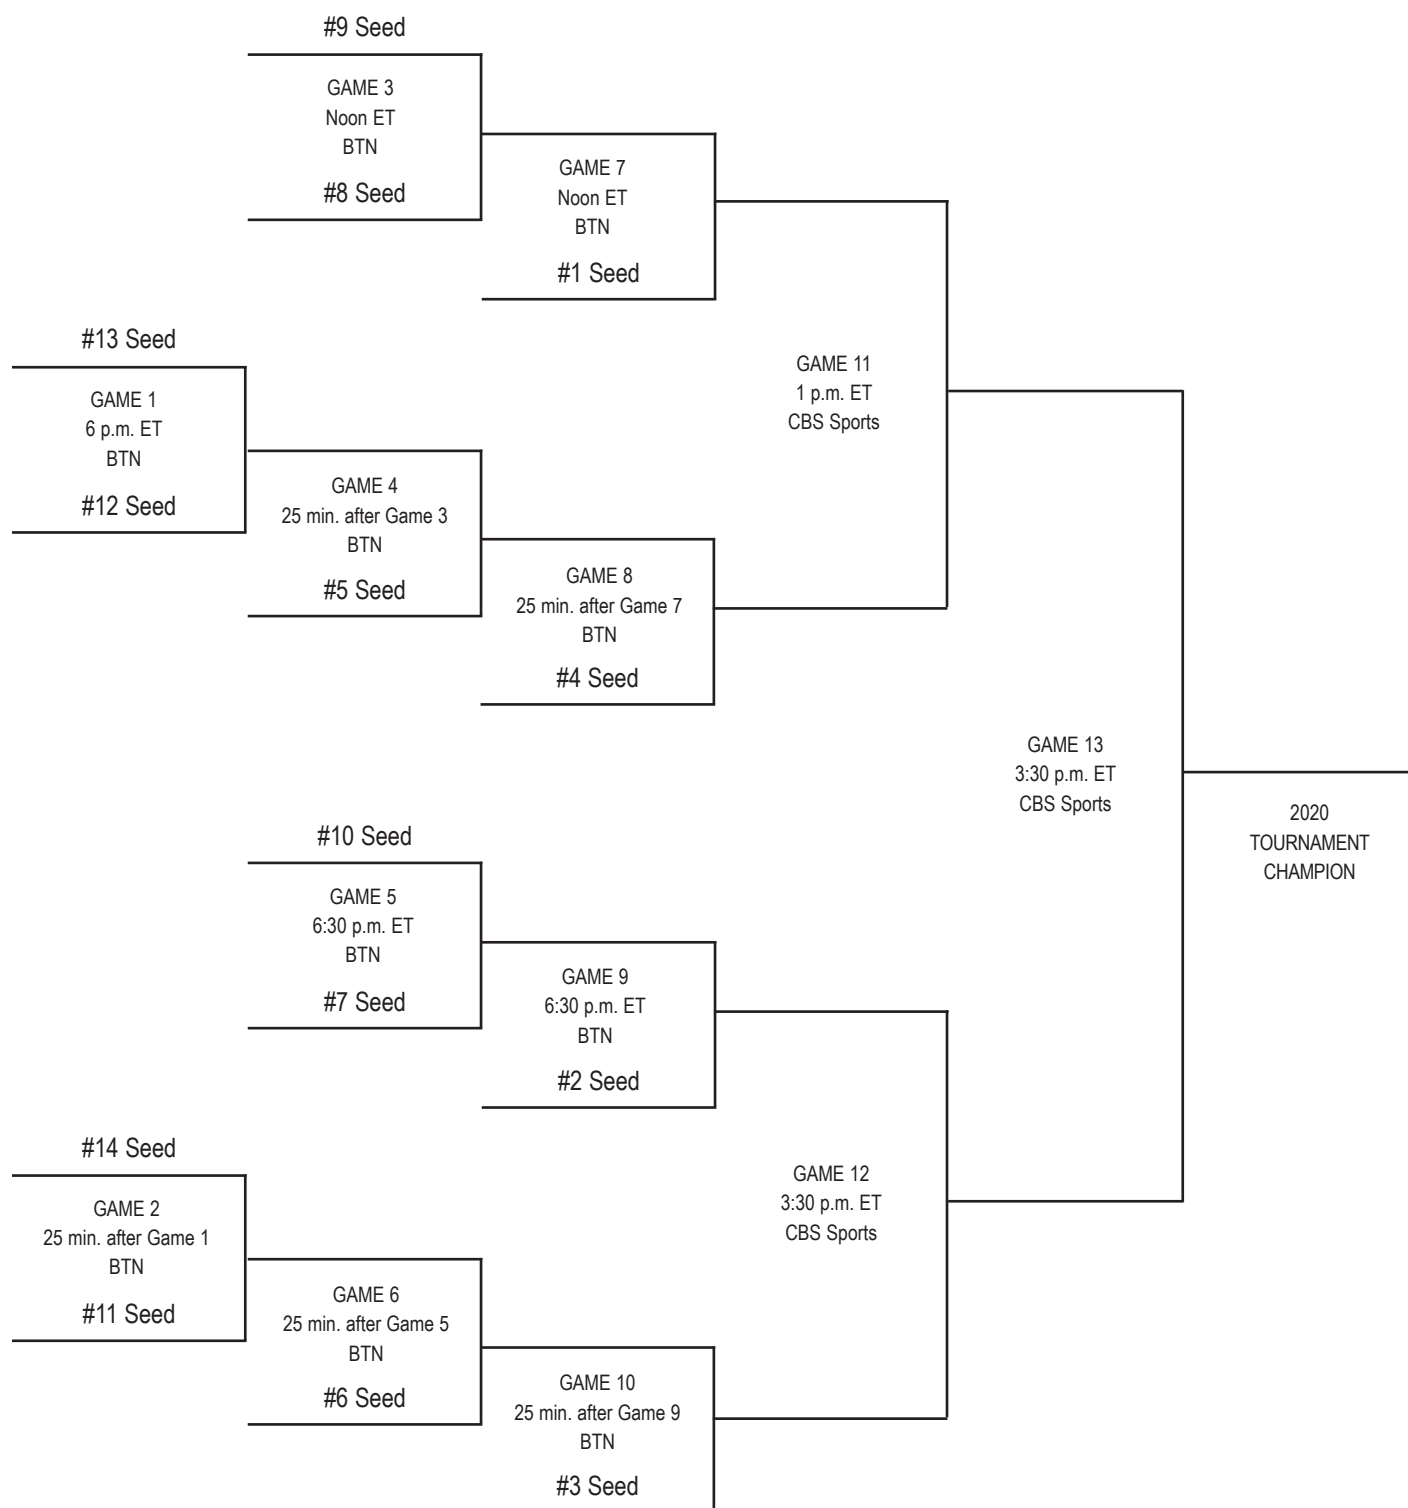 #9 Seed
GAME 3
Noon ET
BTN
#8 Seed
GAME 7
Noon ET
BTN
#1 Seed
#13 Seed
GAME 1
6 p.m. ET
BTN
#12 Seed
GAME 4
25 min. after Game 3
BTN
#5 Seed
GAME 8
25 min. after Game 7
BTN
#4 Seed
GAME 11
1 p.m. ET
CBS Sports
#10 Seed
GAME 5
6:30 p.m. ET
BTN
#7 Seed
GAME 9
6:30 p.m. ET
BTN
#2 Seed
#14 Seed
GAME 2
25 min. after Game 1
BTN
#11 Seed
GAME 6
25 min. after Game 5
BTN
#6 Seed
GAME 10
25 min. after Game 9
BTN
#3 Seed
GAME 12
3:30 p.m. ET
CBS Sports
GAME 13
3:30 p.m. ET
CBS Sports
2020
TOURNAMENT
CHAMPION